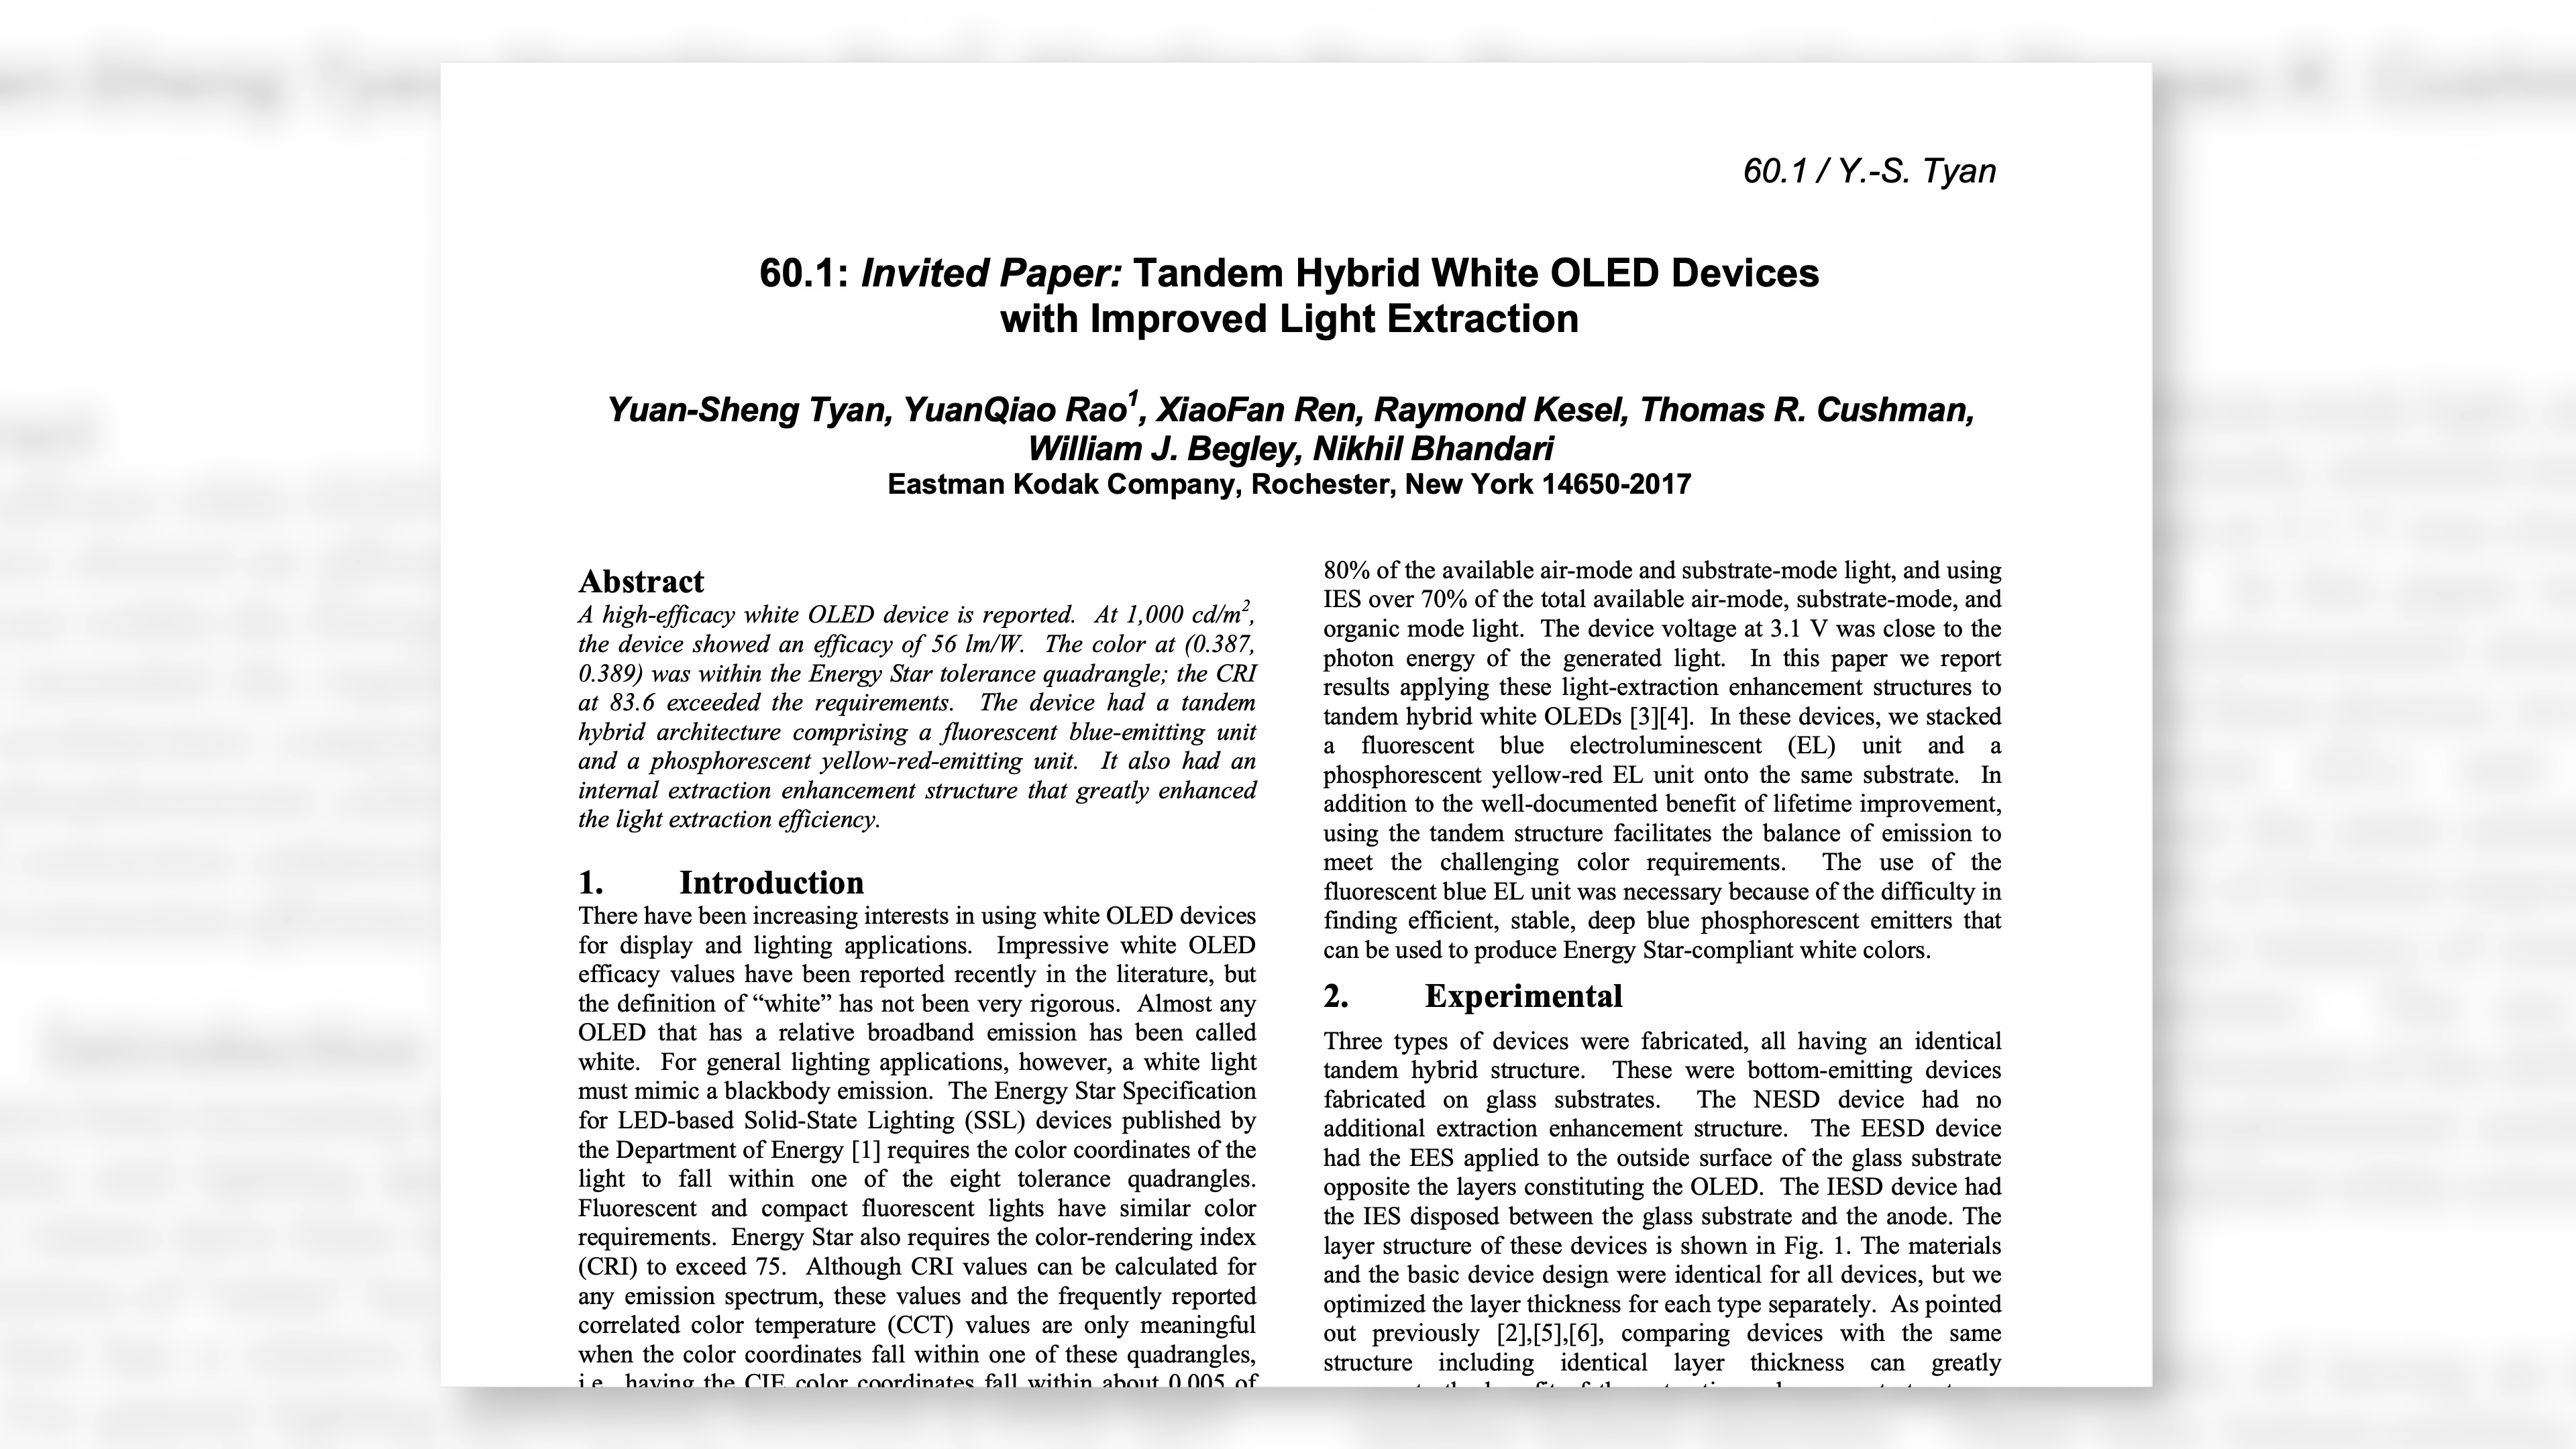 60.1 / Y.-S. Tyan
60.1: Invited Paper: Tandem Hybrid White OLED Devices
with Improved Light Extraction
Yuan-Sheng Tyan, YuanQiao Rao1, XiaoFan Ren, Raymond Kesel, Thomas R. Cushman,
William J. Begley, Nikhil Bhandari
Eastman Kodak Company, Rochester, New York 14650-2017
Abstract
A high-efficacy white OLED device is reported. At 1,000 cd/m2,
the device showed an efficacy of 56 lm/W. The color at (0.387,
0.389) was within the Energy Star tolerance quadrangle; the CRI
at 83.6 exceeded the requirements. The device had a tandem
hybrid architecture comprising a fluorescent blue-emitting unit
and a phosphorescent yellow-red-emitting unit. It also had an
internal extraction enhancement structure that greatly enhanced
the light extraction efficiency.
1. Introduction
There have been increasing interests in using white OLED devices
for display and lighting applications. Impressive white OLED
efficacy values have been reported recently in the literature, but
the definition of “white” has not been very rigorous. Almost any
OLED that has a relative broadband emission has been called
white. For general lighting applications, however, a white light
must mimic a blackbody emission. The Energy Star Specification
for LED-based Solid-State Lighting (SSL) devices published by
the Department of Energy [1] requires the color coordinates of the
light to fall within one of the eight tolerance quadrangles.
Fluorescent and compact fluorescent lights have similar color
requirements. Energy Star also requires the color-rendering index
(CRI) to exceed 75. Although CRI values can be calculated for
any emission spectrum, these values and the frequently reported
correlated color temperature (CCT) values are only meaningful
when the color coordinates fall within one of these quadrangles,
i.e., having the CIE color coordinates fall within about 0.005 of
80% of the available air-mode and substrate-mode light, and using
IES over 70% of the total available air-mode, substrate-mode, and
organic mode light. The device voltage at 3.1 V was close to the
photon energy of the generated light. In this paper we report
results applying these light-extraction enhancement structures to
tandem hybrid white OLEDs [3][4]. In these devices, we stacked
a fluorescent blue electroluminescent (EL) unit and a
phosphorescent yellow-red EL unit onto the same substrate. In
addition to the well-documented benefit of lifetime improvement,
using the tandem structure facilitates the balance of emission to
meet the challenging color requirements. The use of the
fluorescent blue EL unit was necessary because of the difficulty in
finding efficient, stable, deep blue phosphorescent emitters that
can be used to produce Energy Star-compliant white colors.
2. Experimental
Three types of devices were fabricated, all having an identical
tandem hybrid structure. These were bottom-emitting devices
fabricated on glass substrates. The NESD device had no
additional extraction enhancement structure. The EESD device
had the EES applied to the outside surface of the glass substrate
opposite the layers constituting the OLED. The IESD device had
the IES disposed between the glass substrate and the anode. The
layer structure of these devices is shown in Fig. 1. The materials
and the basic device design were identical for all devices, but we
optimized the layer thickness for each type separately. As pointed
out previously [2],[5],[6], comparing devices with the same
structure including identical layer thickness can greatly